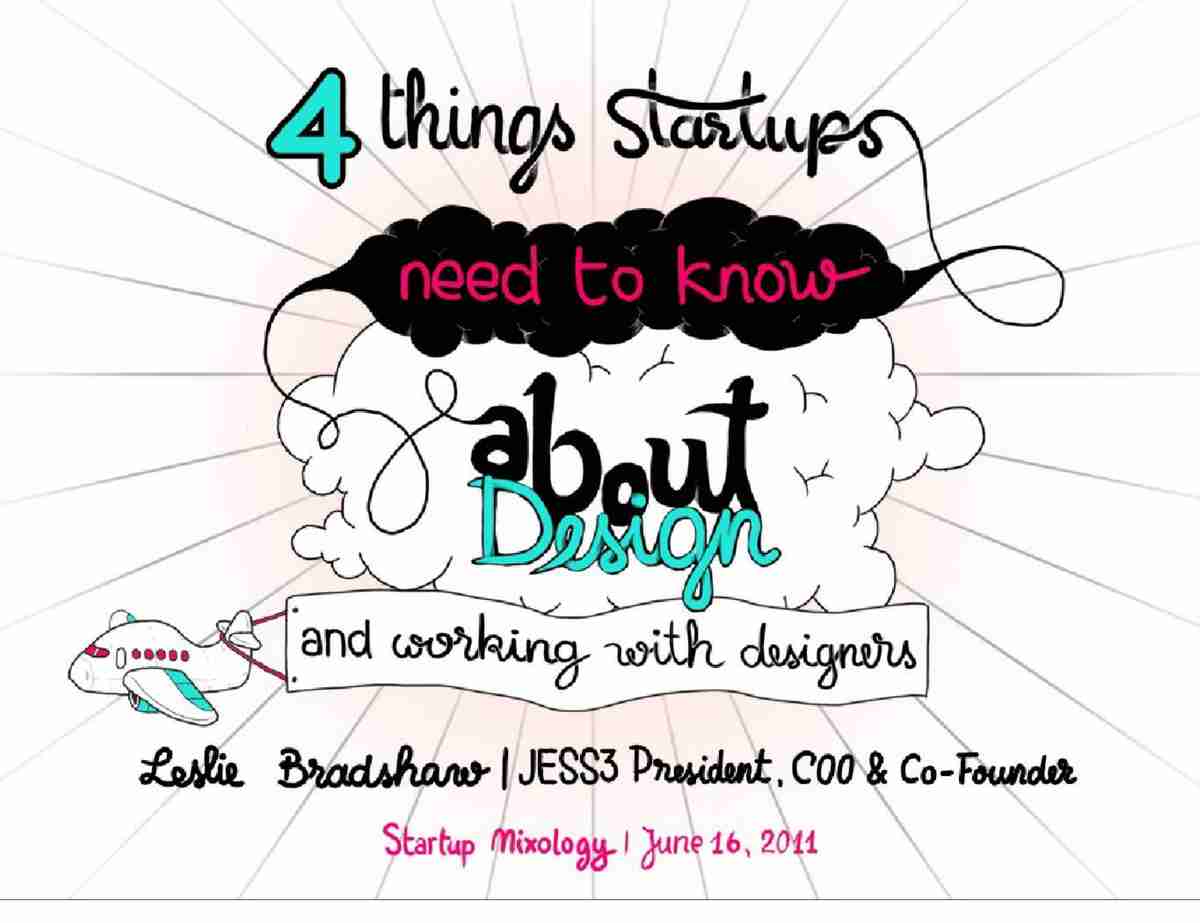 4 things startups
need to know
about
Design
and working with designers
Leslie Bradshaw | JESS3 President, COO & Co-Founder
Startup Mixology | June 16, 2011